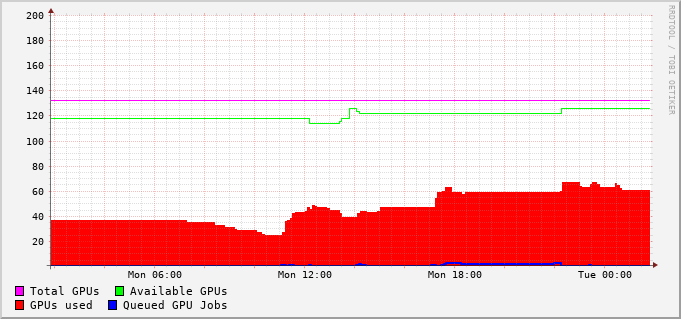 200
180
160
140
120
100
80
60
40
20
Mon 06:00 Mon 12:00 Mon 18:00 Tue 00:00
Total GPUs Available GPUs
GPUs used Queued GPU Jobs
RRDTOOL / TOBI OETIKER